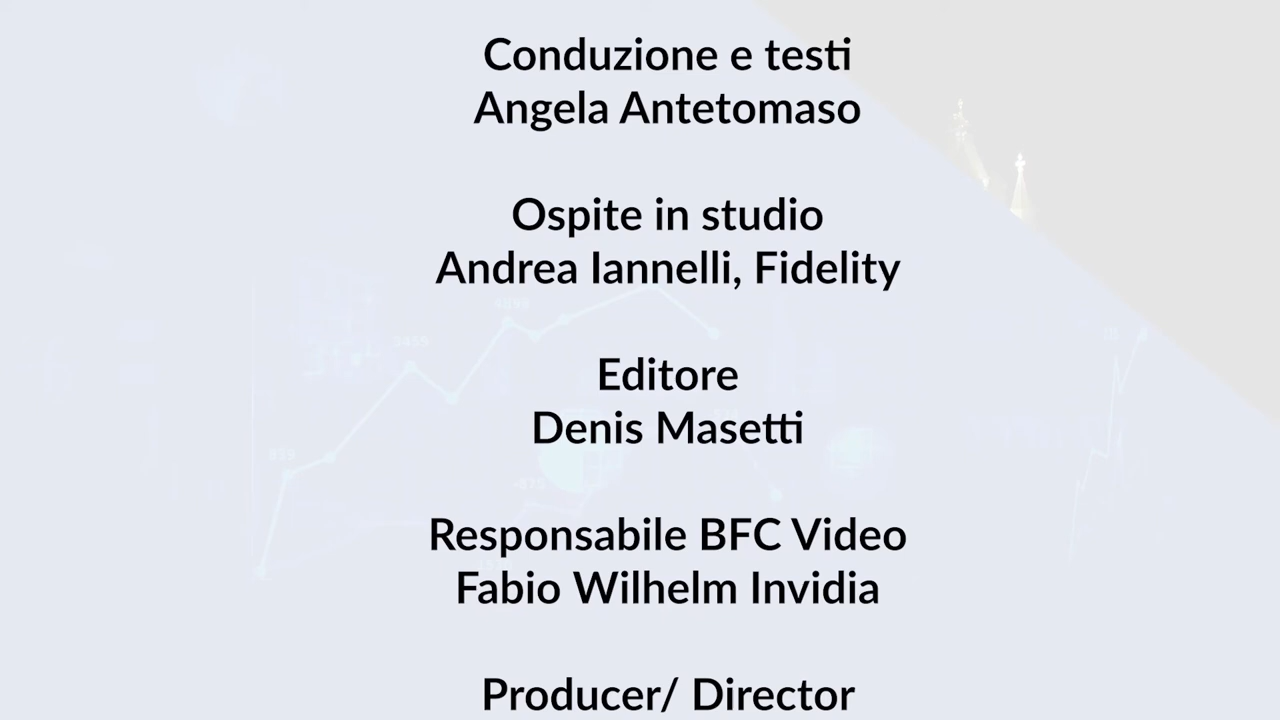 Conduzione e testi
Angela Antetomaso
Ospite in studio
Andrea Iannelli, Fidelity
Editore
Denis Masetti
Responsabile BFC Video
Fabio Wilhelm Invidia
Producer/ Director